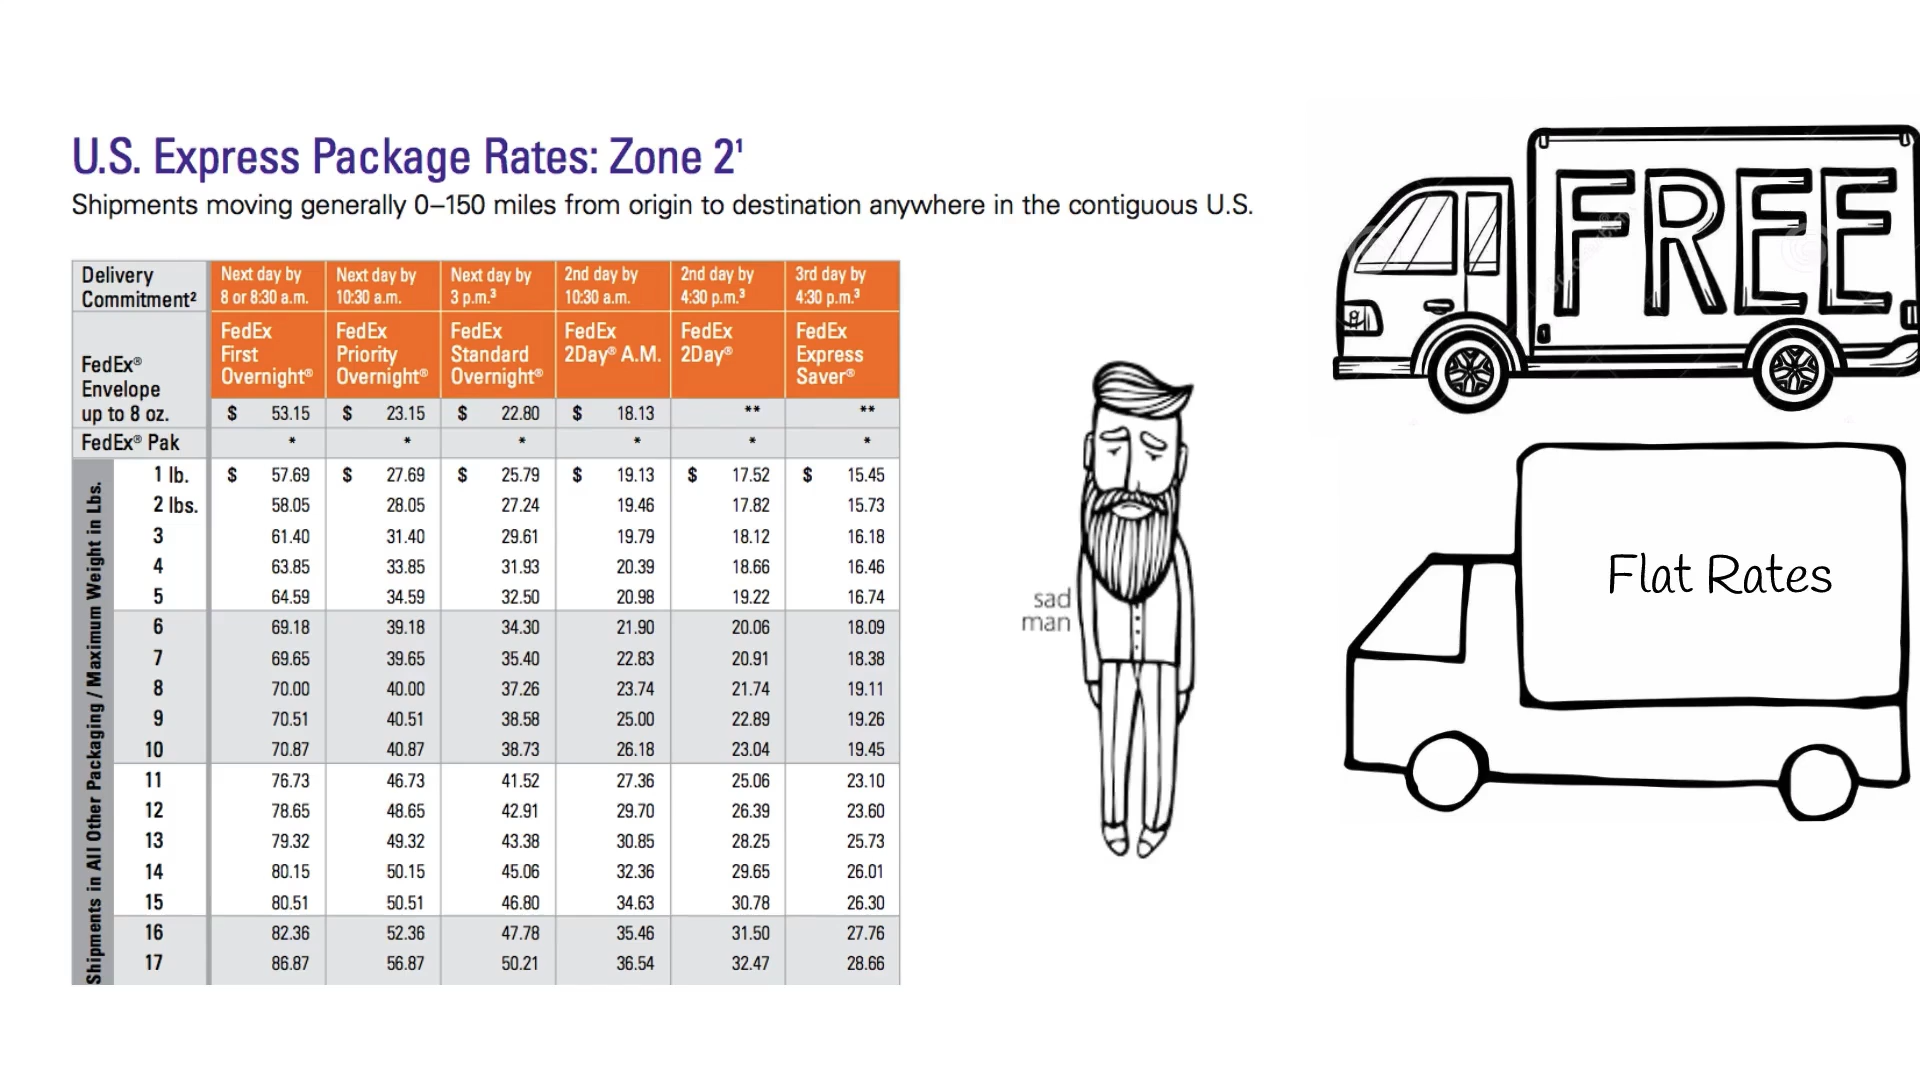 U.S. Express Package Rates: Zone 2¹
Shipments moving generally 0–150 miles from origin to destination anywhere in the contiguous U.S.
Delivery Commitment² Next day by 8 or 8:30 a.m. Next day by 10:30 a.m. Next day by 3 p.m.³ 2nd day by 10:30 a.m. 2nd day by 4:30 p.m.³ 3rd day by 4:30 p.m.³
FedEx First Overnight® FedEx Priority Overnight® FedEx Standard Overnight® FedEx 2Day® A.M. FedEx 2Day® FedEx Express Saver®
FedEx® Envelope up to 8 oz. $ 53.15 $ 23.15 $ 22.80 $ 18.13 ** **
FedEx® Pak * * * * * *
Shipments in All Other Packaging / Maximum Weight in Lbs.
1 lb. $ 57.69 $ 27.69 $ 25.79 $ 19.13 $ 17.52 $ 15.45
2 lbs. 58.05 28.05 27.24 19.46 17.82 15.73
3 61.40 31.40 29.61 19.79 18.12 16.18
4 63.85 33.85 31.93 20.39 18.66 16.46
5 64.59 34.59 32.50 20.98 19.22 16.74
6 69.18 39.18 34.30 21.90 20.06 18.09
7 69.65 39.65 35.40 22.83 20.91 18.38
8 70.00 40.00 37.26 23.74 21.74 19.11
9 70.51 40.51 38.58 25.00 22.89 19.26
10 70.87 40.87 38.73 26.18 23.04 19.45
11 76.73 46.73 41.52 27.36 25.06 23.10
12 78.65 48.65 42.91 29.70 26.39 23.60
13 79.32 49.32 43.38 30.85 28.25 25.73
14 80.15 50.15 45.06 32.36 29.65 26.01
15 80.51 50.51 46.80 34.63 30.78 26.30
16 82.36 52.36 47.78 35.46 31.50 27.76
17 86.87 56.87 50.21 36.54 32.47 28.66
sad
man
FREE
Flat Rates